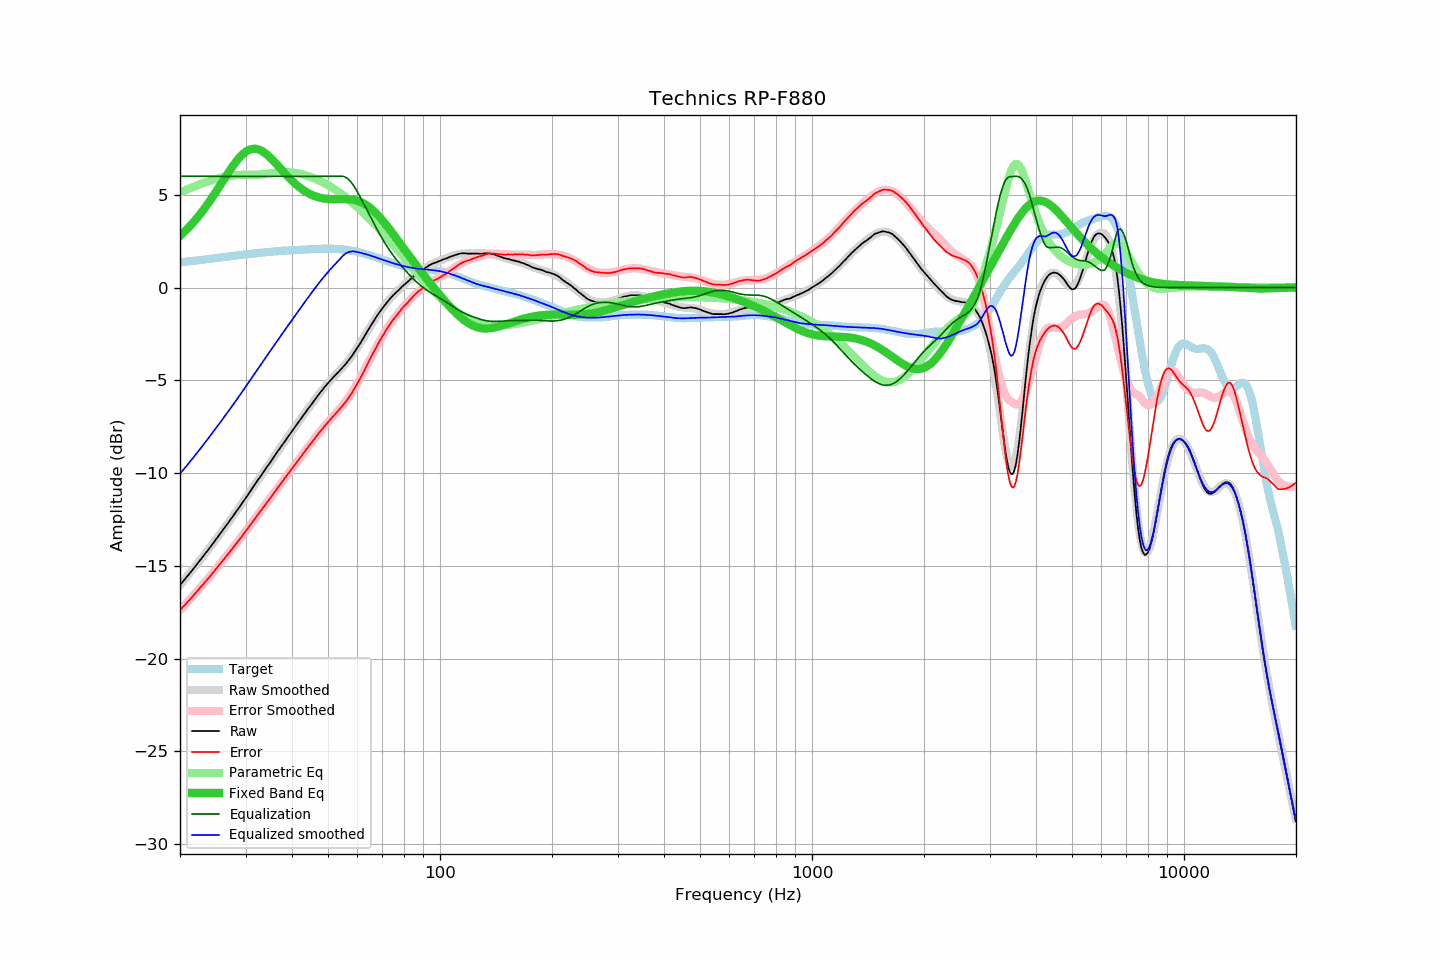 Technics RP-F880
5
0
−5
−10
−15
−20
−25
−30
Amplitude (dBr)
Target
Raw Smoothed
Error Smoothed
Raw
Error
Parametric Eq
Fixed Band Eq
Equalization
Equalized smoothed
100
1000
10000
Frequency (Hz)